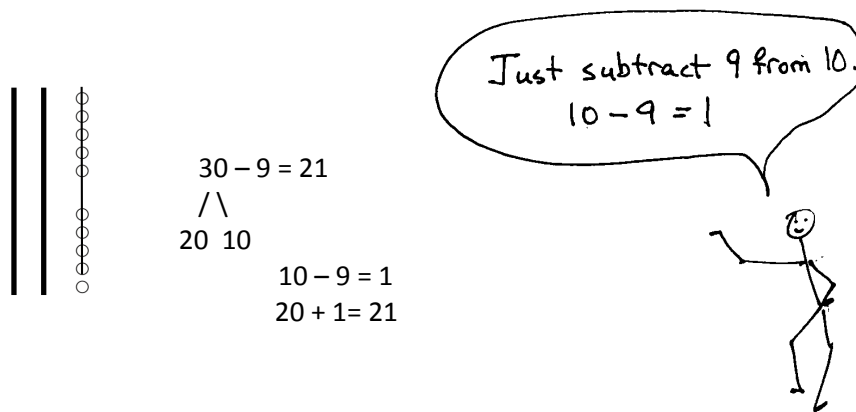 Just subtract 9 from 10.
10 – 9 = 1
30 – 9 = 21
/ \
20 10
10 – 9 = 1
20 + 1= 21